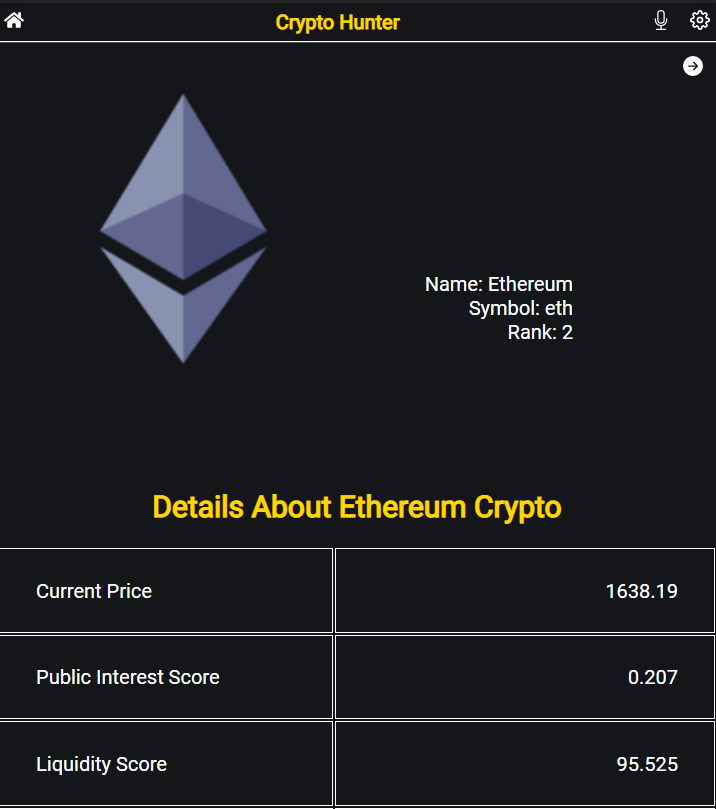 Crypto Hunter
Name: Ethereum
Symbol: eth
Rank: 2
Details About Ethereum Crypto
Current Price 1638.19
Public Interest Score 0.207
Liquidity Score 95.525